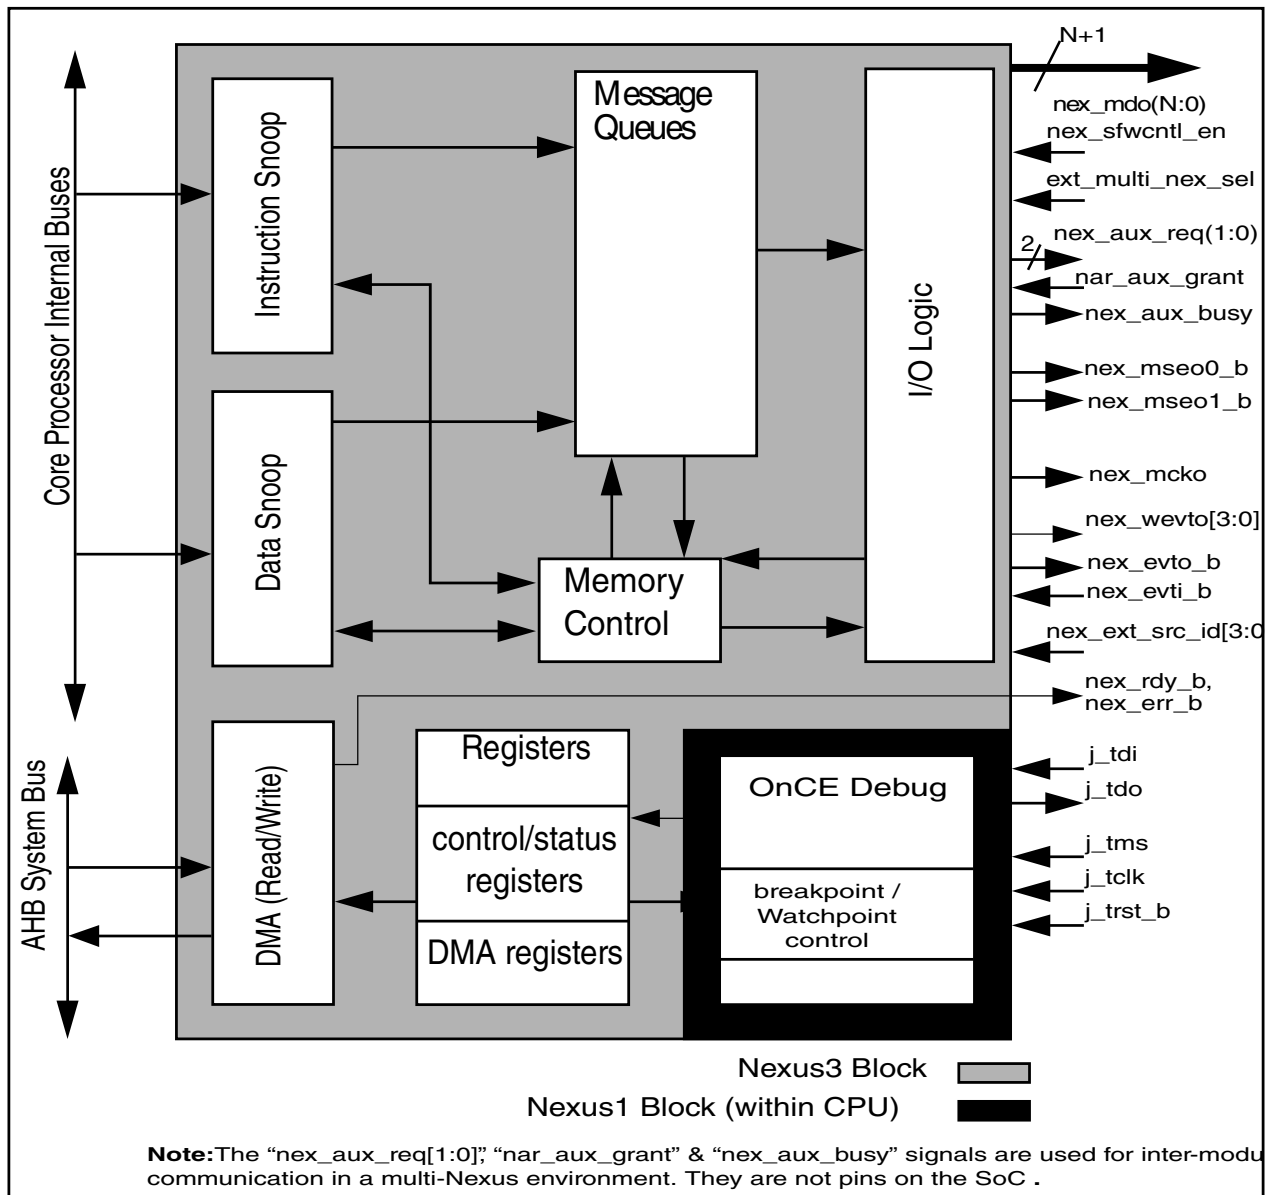 N+1
nex_mdo(N:0)
nex_sfwcntl_en
ext_multi_nex_sel
nex_aux_req(1:0)
2
nar_aux_grant
nex_aux_busy
nex_mseo0_b
nex_mseo1_b
nex_mcko
nex_wevto[3:0]
nex_evto_b
nex_evti_b
nex_ext_src_id[3:0
nex_rdy_b,
nex_err_b
j_tdi
j_tdo
j_tms
j_tclk
j_trst_b
Core Processor Internal Buses
AHB System Bus
Instruction Snoop
Data Snoop
DMA (Read/Write)
Message
Queues
Memory
Control
I/O Logic
Registers
control/status
registers
DMA registers
OnCE Debug
breakpoint /
Watchpoint
control
Nexus3 Block
Nexus1 Block (within CPU)
Note:The “nex_aux_req[1:0]”, “nar_aux_grant” & “nex_aux_busy” signals are used for inter-modu
communication in a multi-Nexus environment. They are not pins on the SoC .